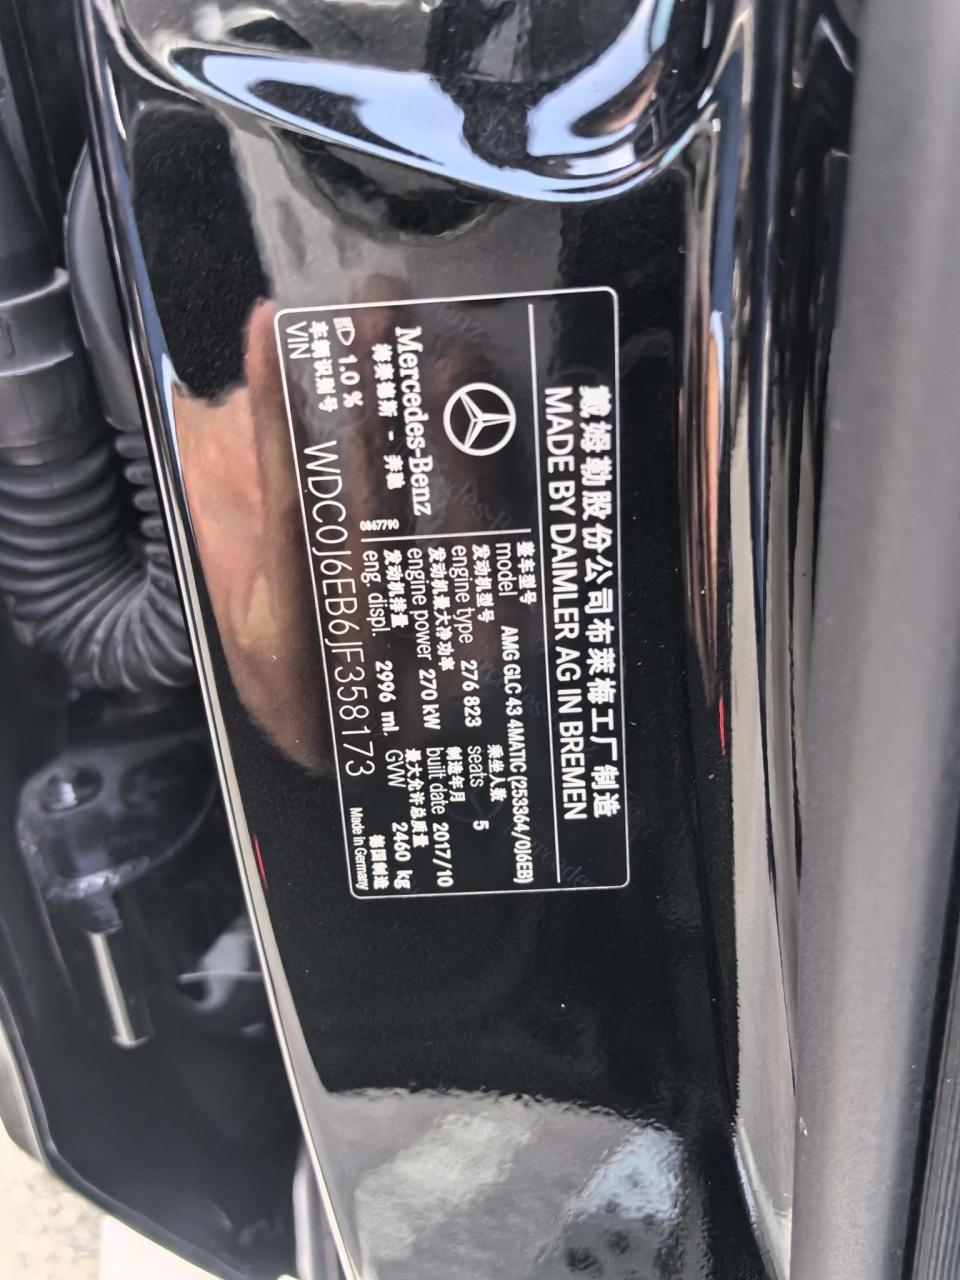 戴姆勒股份公司布莱梅工厂制造
MADE BY DAIMLER AG IN BREMEN
Mercedes-Benz
梅赛德斯 - 奔驰
0867790
整车型号
model AMG GLC 43 4MATIC (253364/0J6EB)
发动机型号 乘坐人数
engine type 276 823 seats 5
发动机最大净功率 制造年月
engine power 270 kW built date 2017/10
发动机排量 最大允许总质量
eng. displ. 2996 ml. GVW 2460 kg
1.0 %
车辆识别号 德国制造
VIN WDC0J6EB6JF358173 Made in Germany